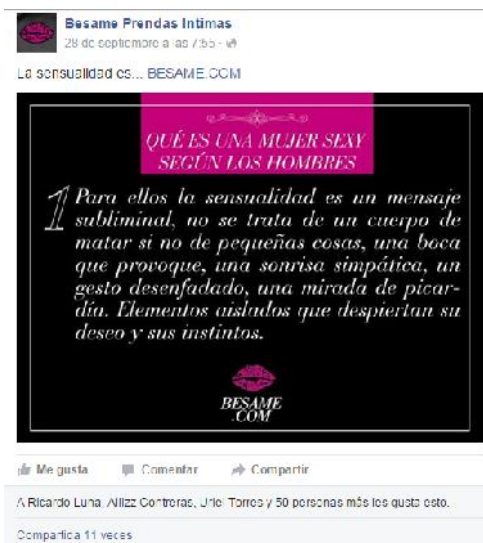 Besame Prendas Intimas
28 de septiembre a las 7:55 ·
La sensualidad es... BESAME.COM
QUÉ ES UNA MUJER SEXY
SEGÚN LOS HOMBRES
1 Para ellos la sensualidad es un mensaje
subliminal, no se trata de un cuerpo de
matar si no de pequeñas cosas, una boca
que provoque, una sonrisa simpática, un
gesto desenfadado, una mirada de picar-
día. Elementos aislados que despiertan su
deseo y sus instintos.
BESAME
.COM
Me gusta Comentar Compartir
A Ricardo Luna, Allizz Contreras, Uriel Torres y 50 personas más les gusta esto.
Compartido 11 veces